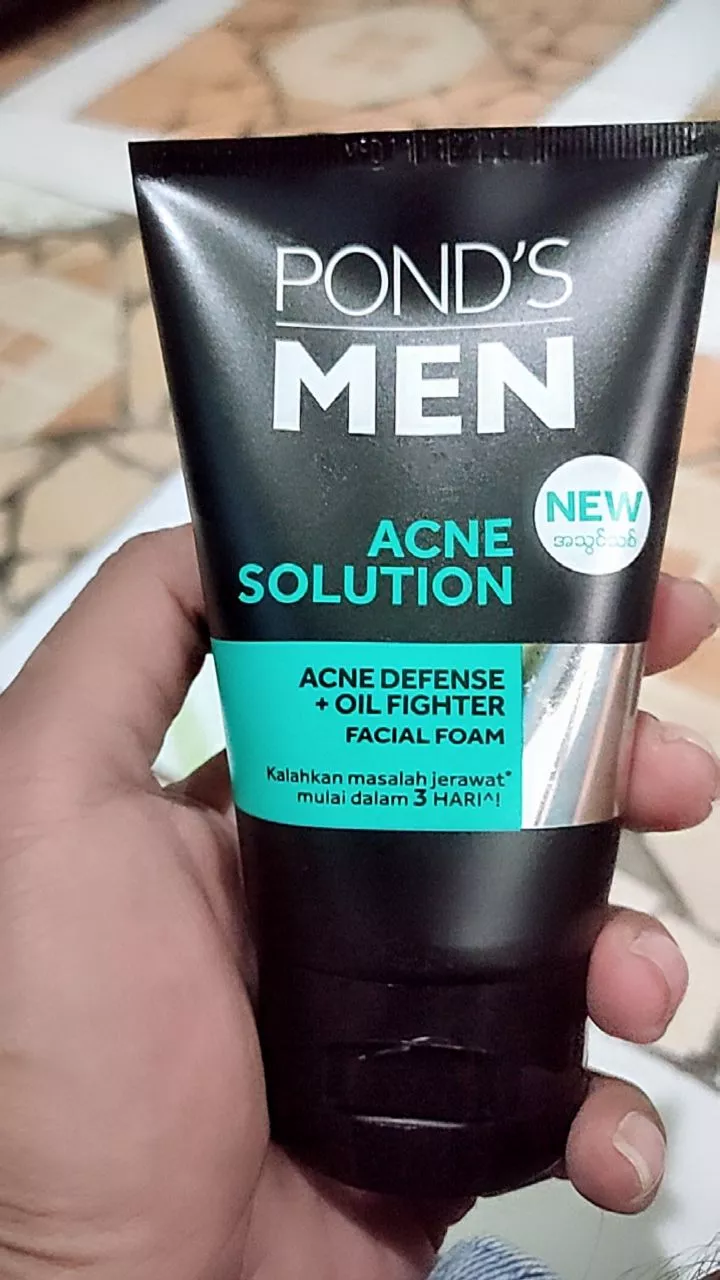 POND'S
MEN
NEW
အသွင်သစ်
ACNE
SOLUTION
ACNE DEFENSE
+ OIL FIGHTER
FACIAL FOAM
Kalahkan masalah jerawat*
mulai dalam 3 HARI^!